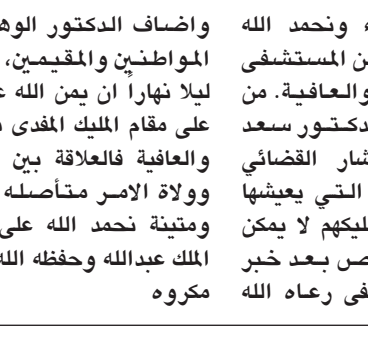 ء ونحمد الله
ن المستشفى
والعافية. من
دكتور سعد
شار القضائي
التي يعيشها
ليكهم لا يمكن
ص بعد خبر
فى رعاه الله
واضاف الدكتور الوه
المواطنين والمقيمين،
ليلا نهاراً ان يمن الله ع
على مقام المليك المفدى
والعافية فالعلاقة بين
وولاة الامر متأصله
ومتينة نحمد الله على
الملك عبدالله وحفظه الله
مكروه